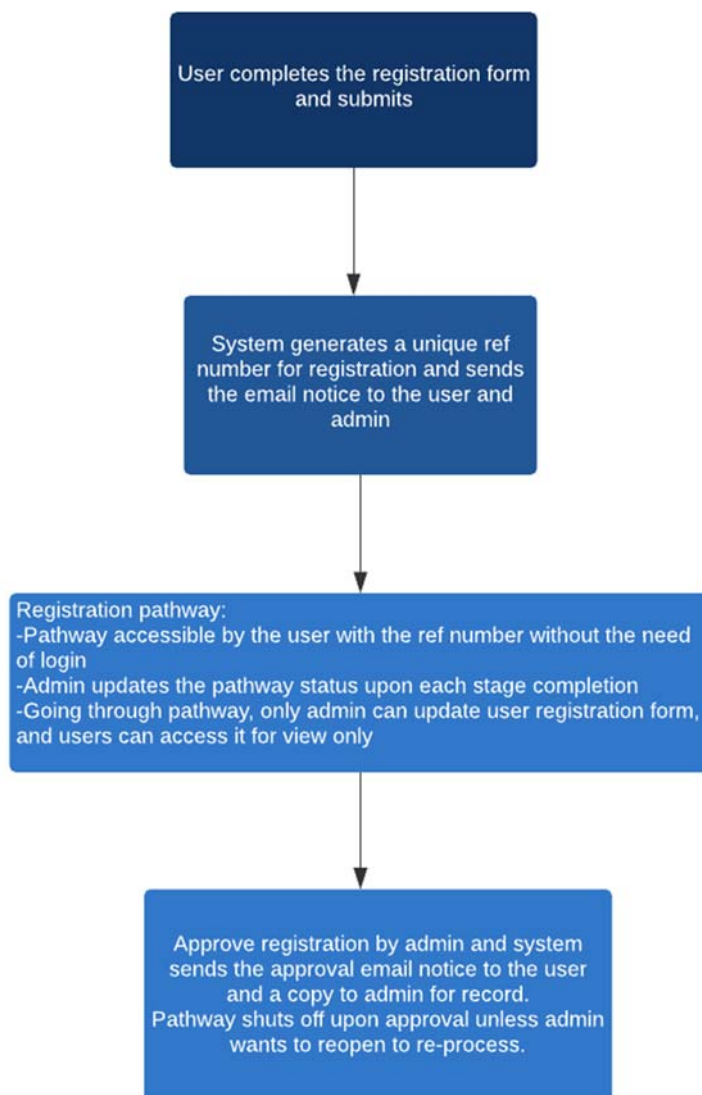 User completes the registration form
and submits
System generates a unique ref
number for registration and sends
the email notice to the user and
admin
Registration pathway:
-Pathway accessible by the user with the ref number without the need
of login
-Admin updates the pathway status upon each stage completion
-Going through pathway, only admin can update user registration form,
and users can access it for view only
Approve registration by admin and system
sends the approval email notice to the user
and a copy to admin for record.
Pathway shuts off upon approval unless admin
wants to reopen to re-process.